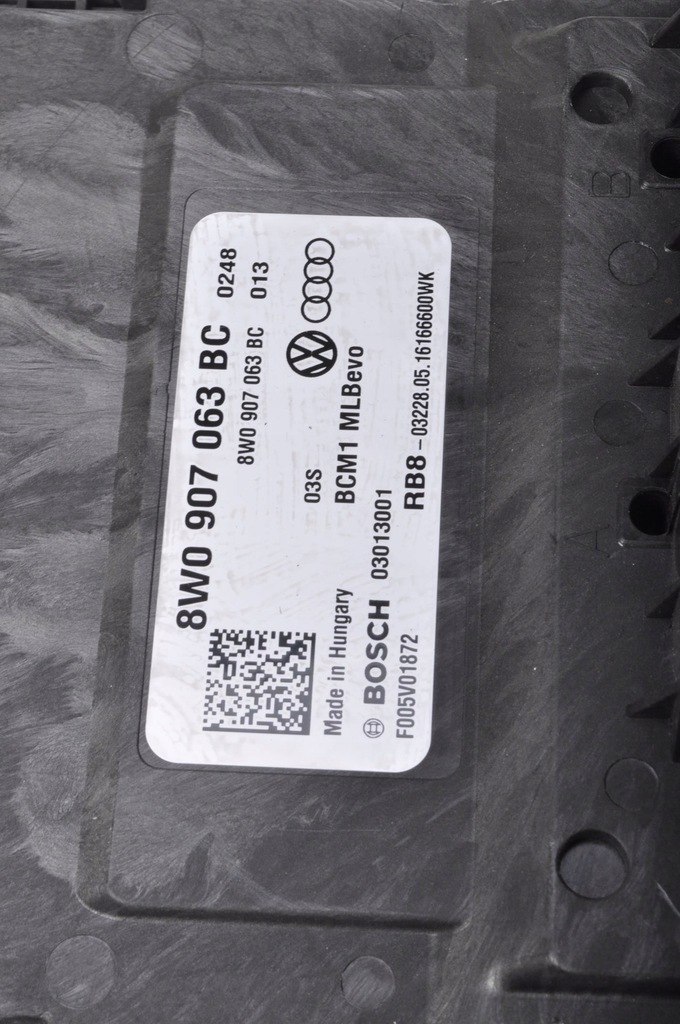 8W0 907 063 BC 0248
8W0 907 063 BC 013
03S
Made in Hungary BCM1 MLBevo
BOSCH 03013001
F005V01872 RB8 - 03228.05.16166600WK
B
A